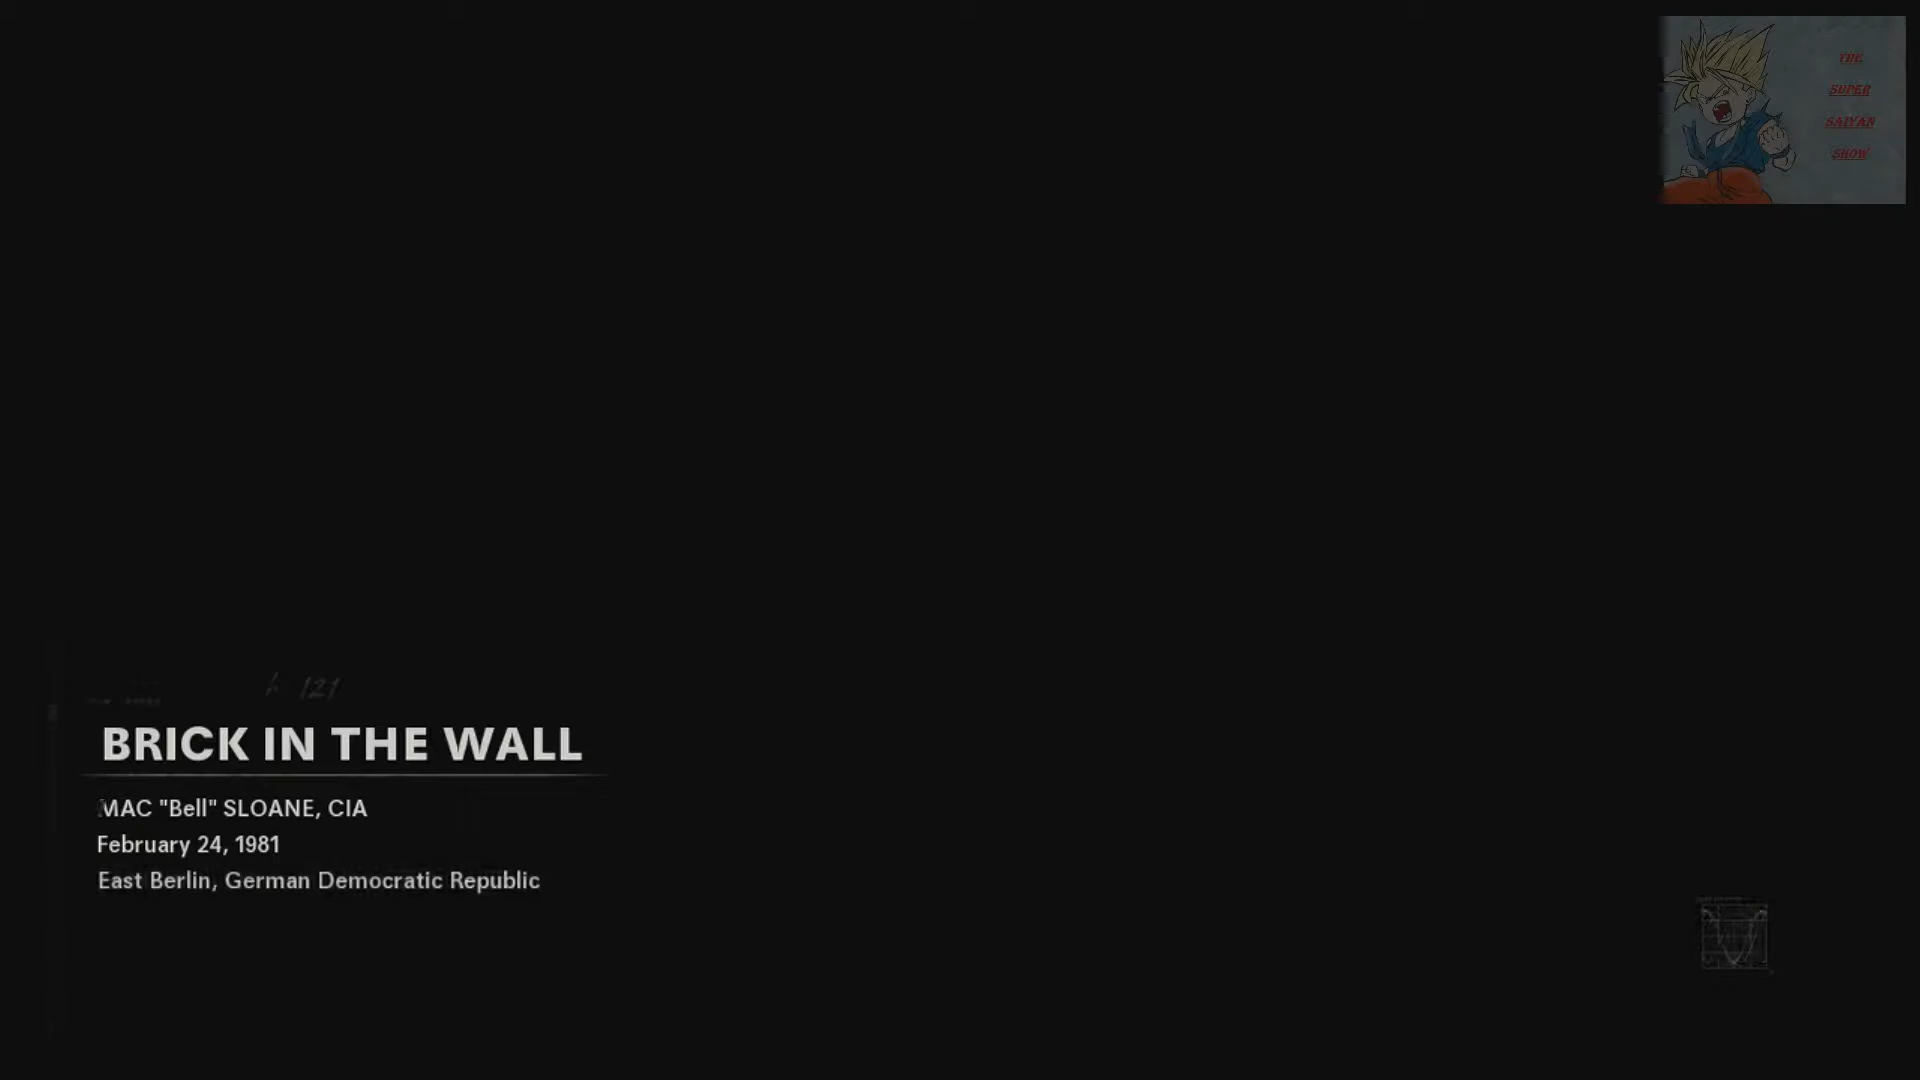 THE
SUPER
SAIYAN
SHOW
121
BRICK IN THE WALL
MAC "Bell" SLOANE, CIA
February 24, 1981
East Berlin, German Democratic Republic